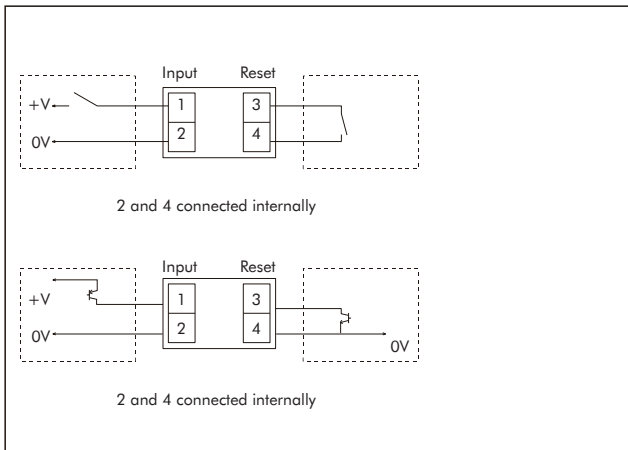 Input Reset
+V 1 3
0V 2 4
2 and 4 connected internally
Input Reset
+V 1 3
0V 2 4 0V
2 and 4 connected internally